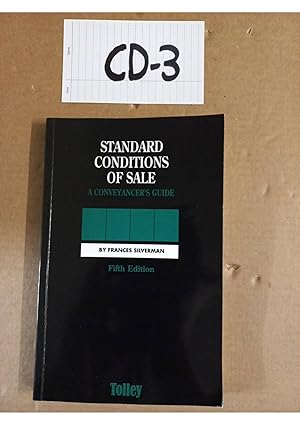 CD-3
STANDARD
CONDITIONS
OF SALE
A CONVEYANCER'S GUIDE
BY FRANCES SILVERMAN
Fifth Edition
Tolley